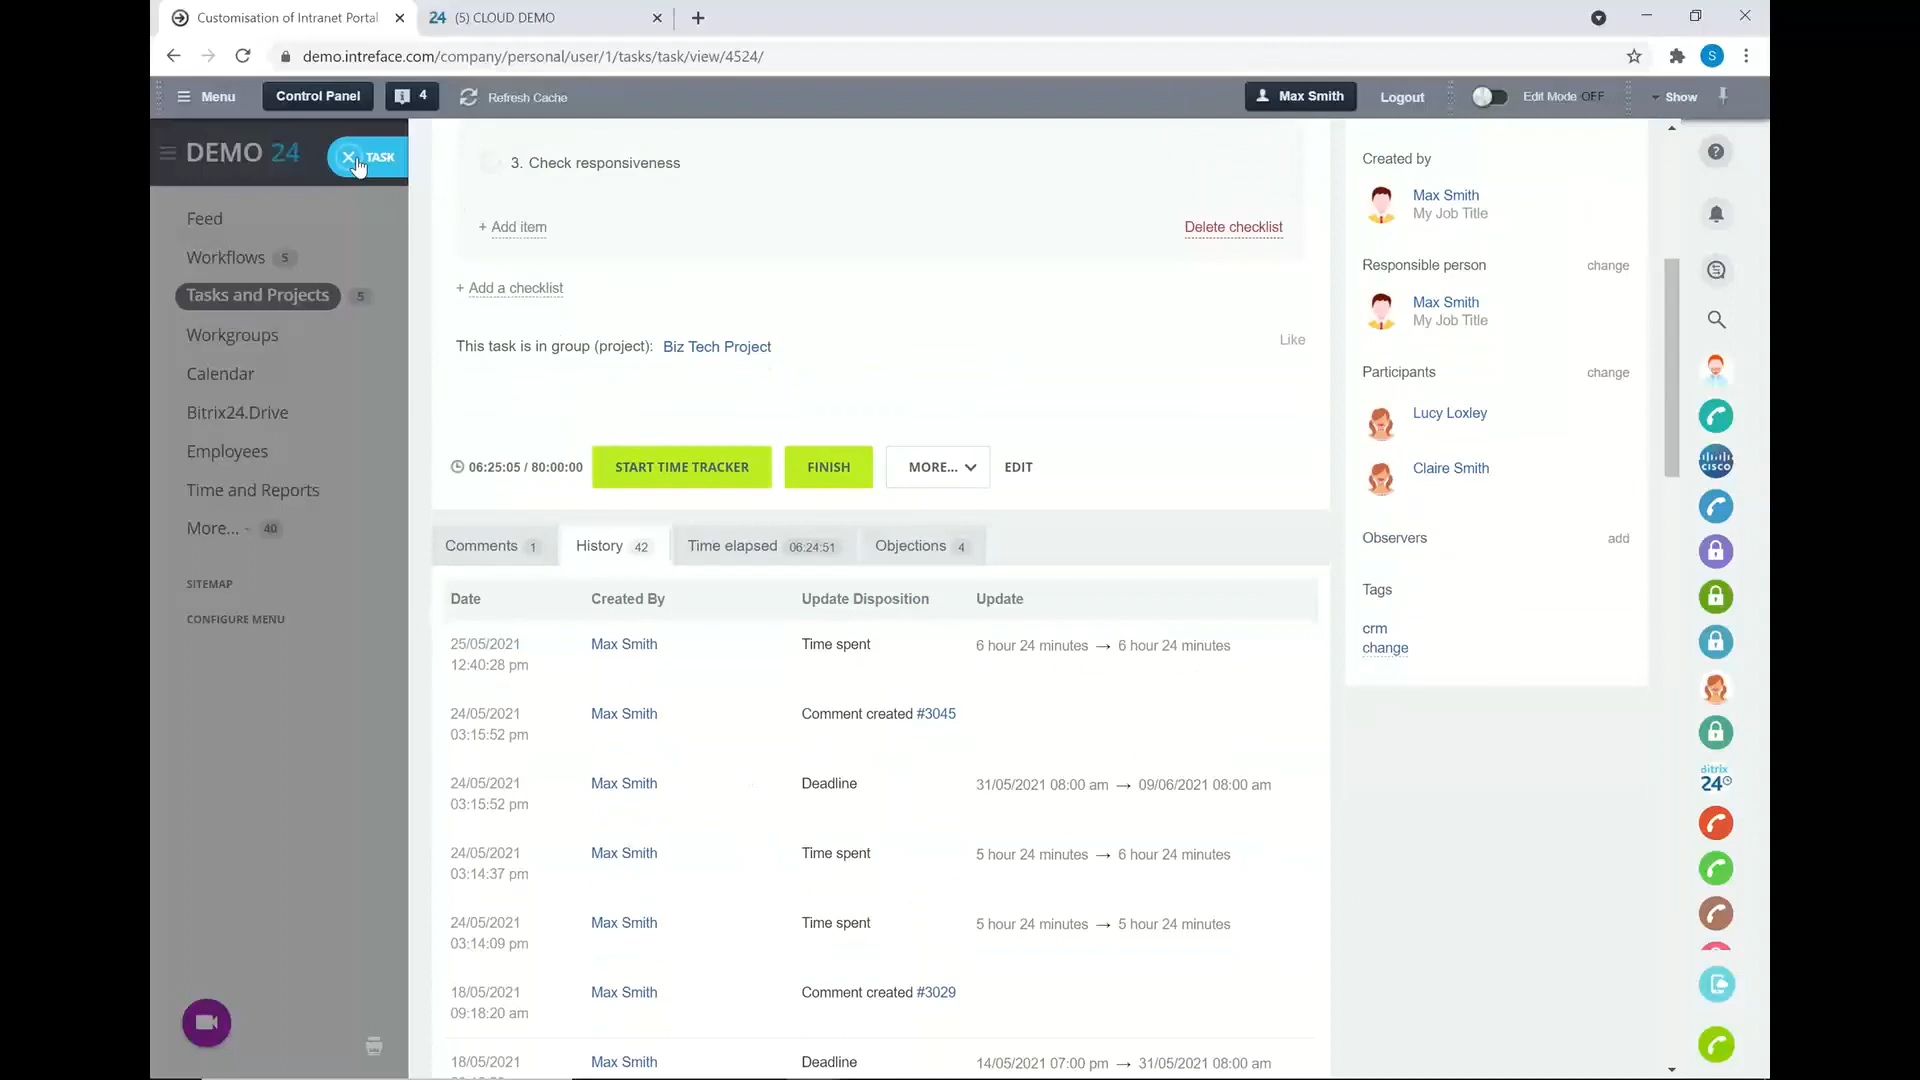 Customisation of Intranet Portal
24 (5) CLOUD DEMO
demo.intreface.com/company/personal/user/1/tasks/task/view/4524/
S
Menu
Control Panel
4
Refresh Cache
Max Smith
Logout
Edit Mode OFF
Show
DEMO 24
TASK
Feed
Workflows 5
Tasks and Projects 5
Workgroups
Calendar
Bitrix24.Drive
Employees
Time and Reports
More... 40
SITEMAP
CONFIGURE MENU
3. Check responsiveness
+ Add item
Delete checklist
+ Add a checklist
This task is in group (project): Biz Tech Project
Like
06:25:05 / 80:00:00
START TIME TRACKER
FINISH
MORE...
EDIT
Comments 1
History 42
Time elapsed 06:24:51
Objections 4
Date Created By Update Disposition Update
25/05/2021
12:40:28 pm
Max Smith
Time spent
6 hour 24 minutes → 6 hour 24 minutes
24/05/2021
03:15:52 pm
Max Smith
Comment created #3045
24/05/2021
03:15:52 pm
Max Smith
Deadline
31/05/2021 08:00 am → 09/06/2021 08:00 am
24/05/2021
03:14:37 pm
Max Smith
Time spent
5 hour 24 minutes → 6 hour 24 minutes
24/05/2021
03:14:09 pm
Max Smith
Time spent
5 hour 24 minutes → 5 hour 24 minutes
18/05/2021
09:18:20 am
Max Smith
Comment created #3029
18/05/2021
Max Smith
Deadline
14/05/2021 07:00 pm → 31/05/2021 08:00 am
Created by
Max Smith
My Job Title
Responsible person change
Max Smith
My Job Title
Participants change
Lucy Loxley
Claire Smith
Observers add
Tags
crm
change
CISCO
bitrix
24